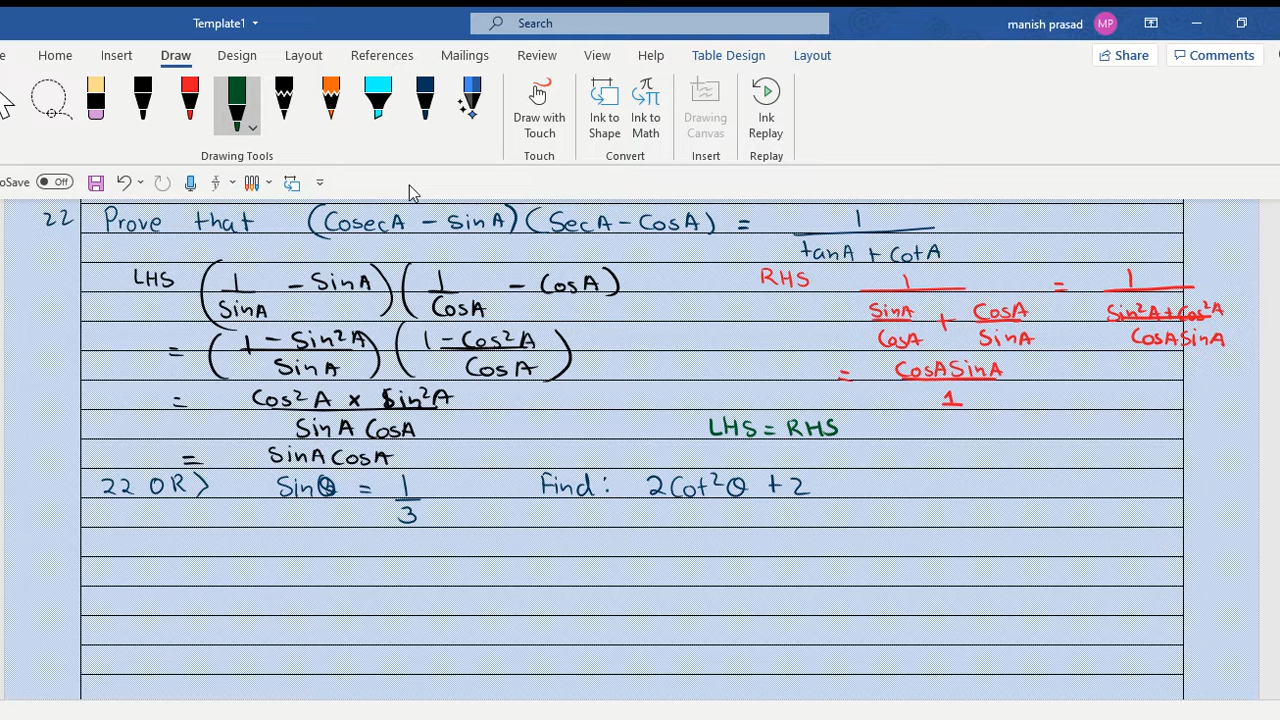 Template1
Search
manish prasad MP
Home Insert Draw Design Layout References Mailings Review View Help Table Design Layout
Share Comments
Draw with Touch
Ink to Shape
Ink to Math
Drawing Canvas
Ink Replay
Drawing Tools Touch Convert Insert Replay
oSave Off
22 Prove that (CosecA - SinA)(SecA - CosA) = 1/(tanA + CotA)
LHS (1/SinA - SinA)(1/CosA - CosA)
RHS 1/(SinA/CosA + CosA/SinA) = 1/((Sin²A + Cos²A)/CosASinA)
= ((1 - Sin²A)/SinA)((1 - Cos²A)/CosA)
= CosASinA/1
= (Cos²A × Sin²A)/(SinA CosA)
LHS = RHS
= SinA CosA
22 OR) Sinθ = 1/3 Find: 2Cot²θ + 2